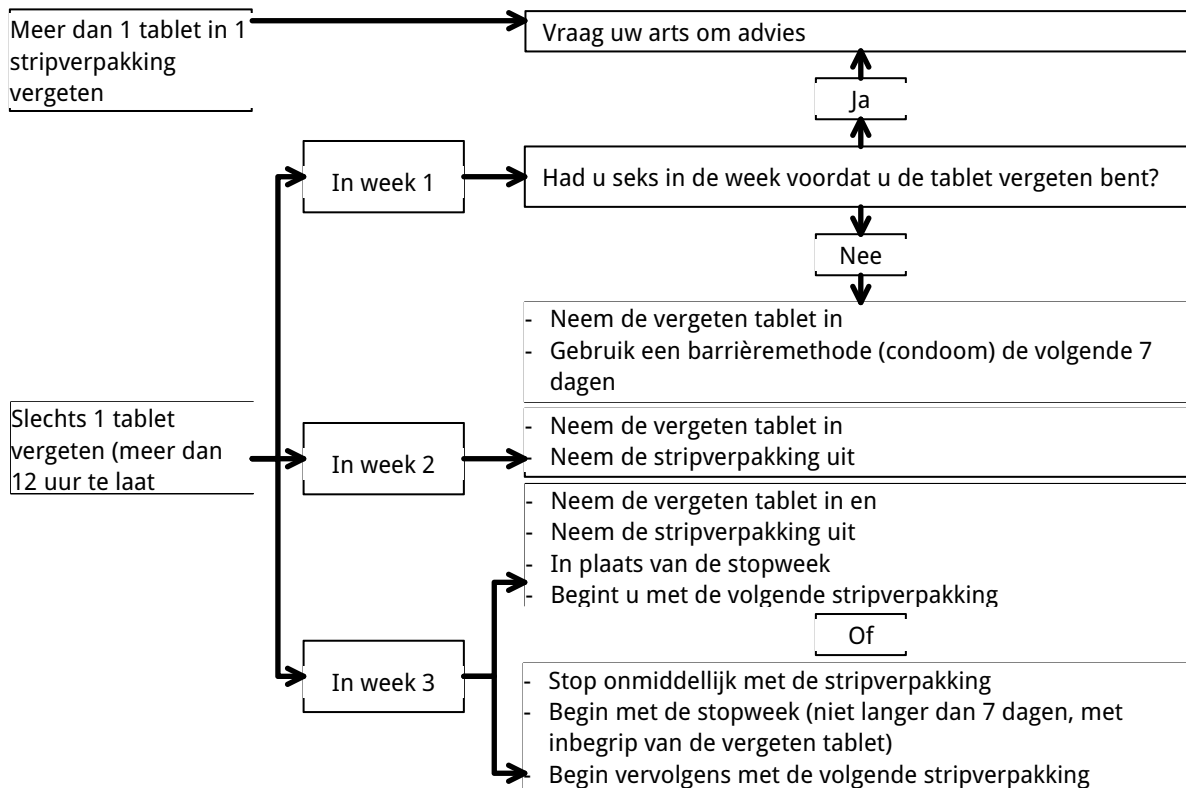 Meer dan 1 tablet in 1
stripverpakking
vergeten
Vraag uw arts om advies
Ja
In week 1
Had u seks in de week voordat u de tablet vergeten bent?
Nee
- Neem de vergeten tablet in
- Gebruik een barrièremethode (condoom) de volgende 7
dagen
Slechts 1 tablet
vergeten (meer dan
12 uur te laat
In week 2
- Neem de vergeten tablet in
- Neem de stripverpakking uit
- Neem de vergeten tablet in en
- Neem de stripverpakking uit
- In plaats van de stopweek
- Begint u met de volgende stripverpakking
Of
In week 3
- Stop onmiddellijk met de stripverpakking
- Begin met de stopweek (niet langer dan 7 dagen, met
inbegrip van de vergeten tablet)
- Begin vervolgens met de volgende stripverpakking